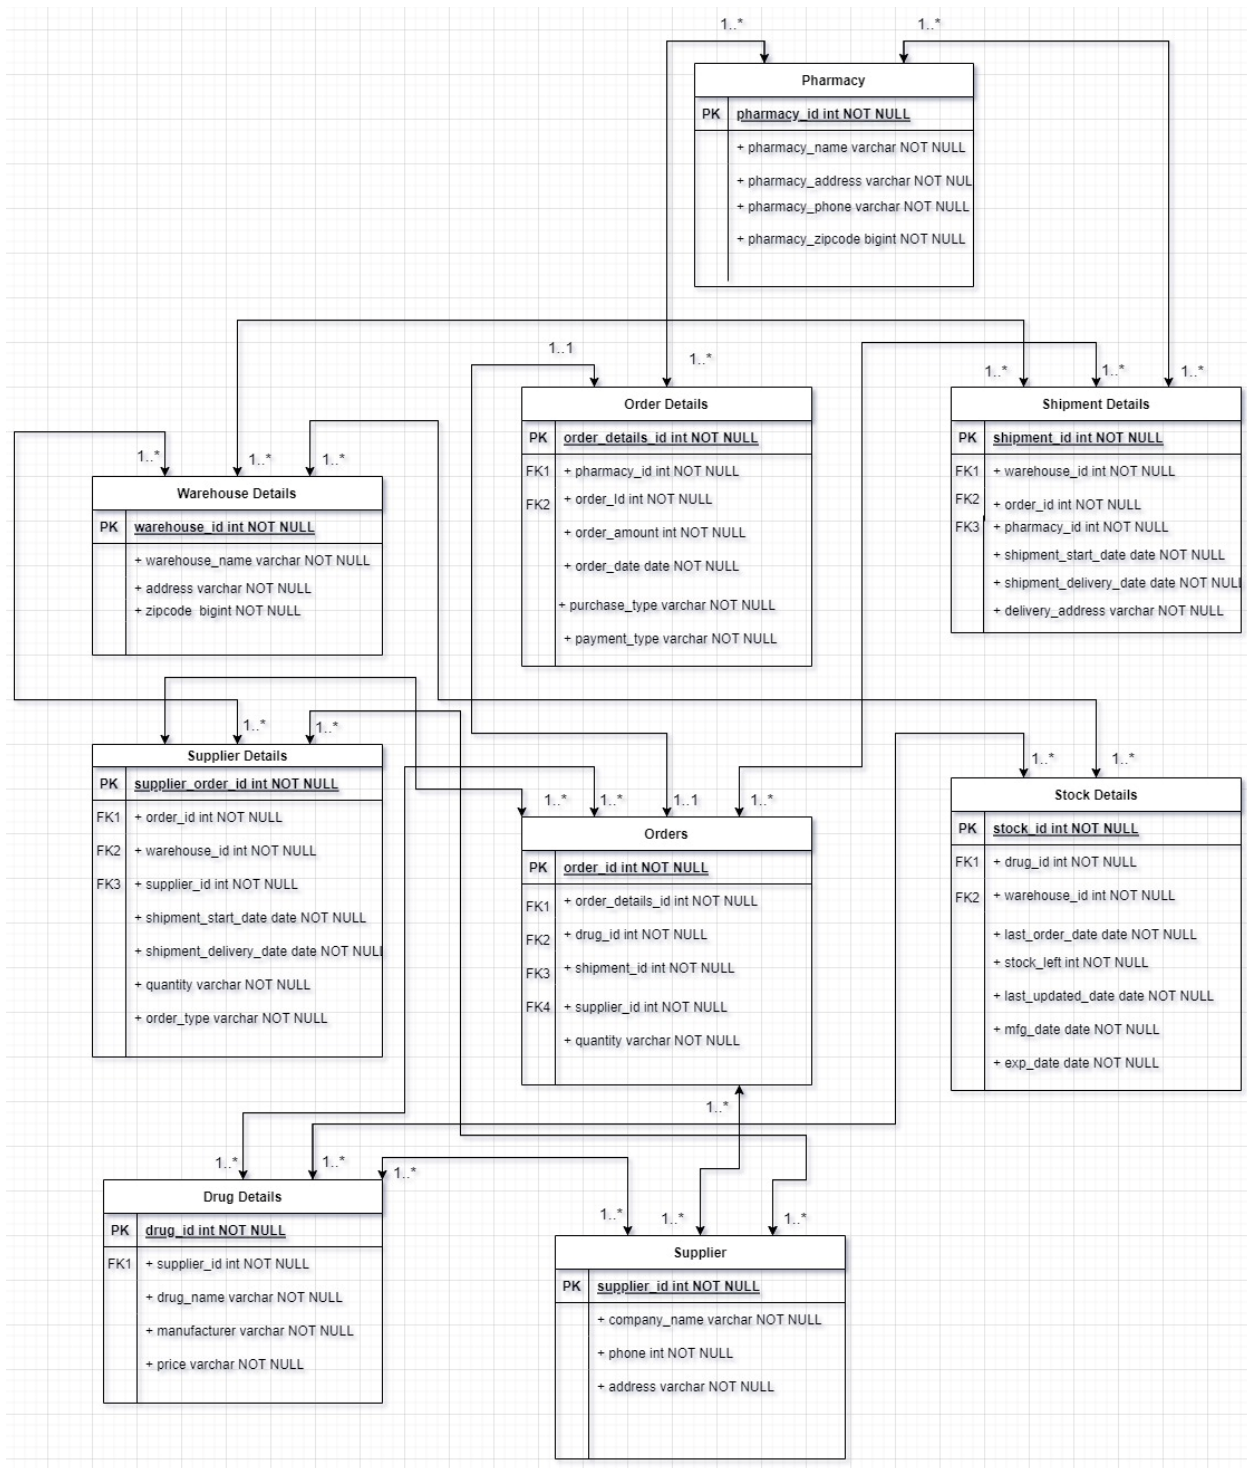 1..*
1..*
Pharmacy
PK pharmacy_id int NOT NULL
+ pharmacy_name varchar NOT NULL
+ pharmacy_address varchar NOT NUL
+ pharmacy_phone varchar NOT NULL
+ pharmacy_zipcode bigint NOT NULL
1..1
1..*
1..*
1..*
1..*
Order Details
PK order_details_id int NOT NULL
FK1 + pharmacy_id int NOT NULL
FK2 + order_Id int NOT NULL
+ order_amount int NOT NULL
+ order_date date NOT NULL
+ purchase_type varchar NOT NULL
+ payment_type varchar NOT NULL
Shipment Details
PK shipment_id int NOT NULL
FK1 + warehouse_id int NOT NULL
FK2 + order_id int NOT NULL
FK3 + pharmacy_id int NOT NULL
+ shipment_start_date date NOT NULL
+ shipment_delivery_date date NOT NULL
+ delivery_address varchar NOT NULL
1..*
1..*
1..*
Warehouse Details
PK warehouse_id int NOT NULL
+ warehouse_name varchar NOT NULL
+ address varchar NOT NULL
+ zipcode bigint NOT NULL
1..*
1..*
Supplier Details
PK supplier_order_id int NOT NULL
FK1 + order_id int NOT NULL
FK2 + warehouse_id int NOT NULL
FK3 + supplier_id int NOT NULL
+ shipment_start_date date NOT NULL
+ shipment_delivery_date date NOT NULL
+ quantity varchar NOT NULL
+ order_type varchar NOT NULL
1..*
1..*
1..1
1..*
Orders
PK order_id int NOT NULL
FK1 + order_details_id int NOT NULL
FK2 + drug_id int NOT NULL
FK3 + shipment_id int NOT NULL
FK4 + supplier_id int NOT NULL
+ quantity varchar NOT NULL
1..*
1..*
1..*
Stock Details
PK stock_id int NOT NULL
FK1 + drug_id int NOT NULL
FK2 + warehouse_id int NOT NULL
+ last_order_date date NOT NULL
+ stock_left int NOT NULL
+ last_updated_date date NOT NULL
+ mfg_date date NOT NULL
+ exp_date date NOT NULL
1..*
1..*
1..*
Drug Details
PK drug_id int NOT NULL
FK1 + supplier_id int NOT NULL
+ drug_name varchar NOT NULL
+ manufacturer varchar NOT NULL
+ price varchar NOT NULL
1..*
1..*
1..*
Supplier
PK supplier_id int NOT NULL
+ company_name varchar NOT NULL
+ phone int NOT NULL
+ address varchar NOT NULL